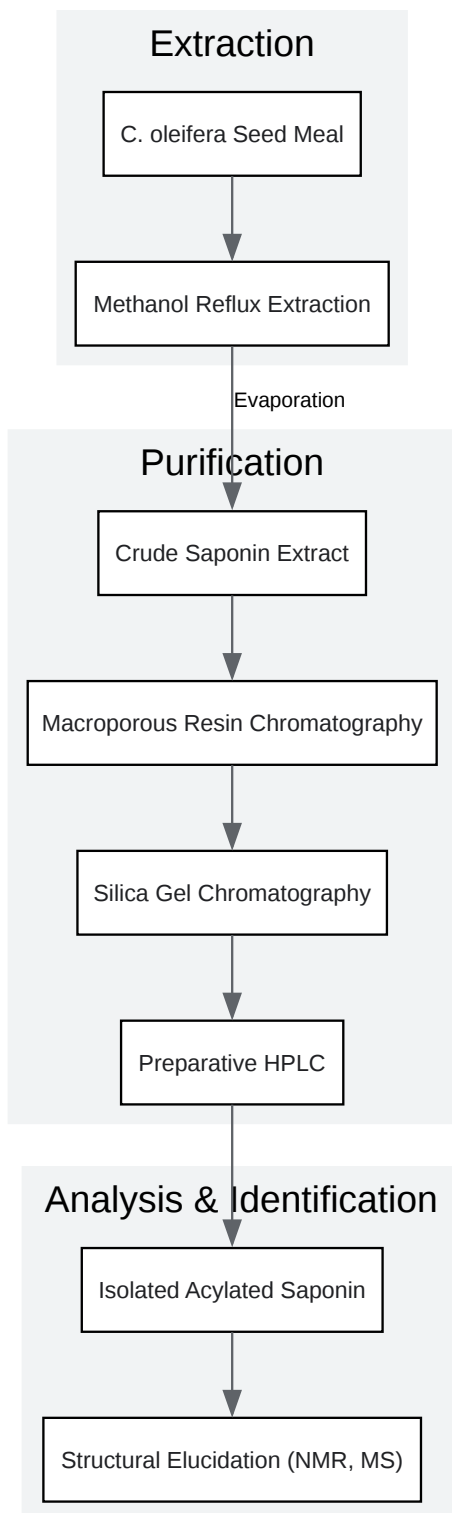 Extraction
C. oleifera Seed Meal
Methanol Reflux Extraction
Evaporation
Purification
Crude Saponin Extract
Macroporous Resin Chromatography
Silica Gel Chromatography
Preparative HPLC
Analysis & Identification
Isolated Acylated Saponin
Structural Elucidation (NMR, MS)